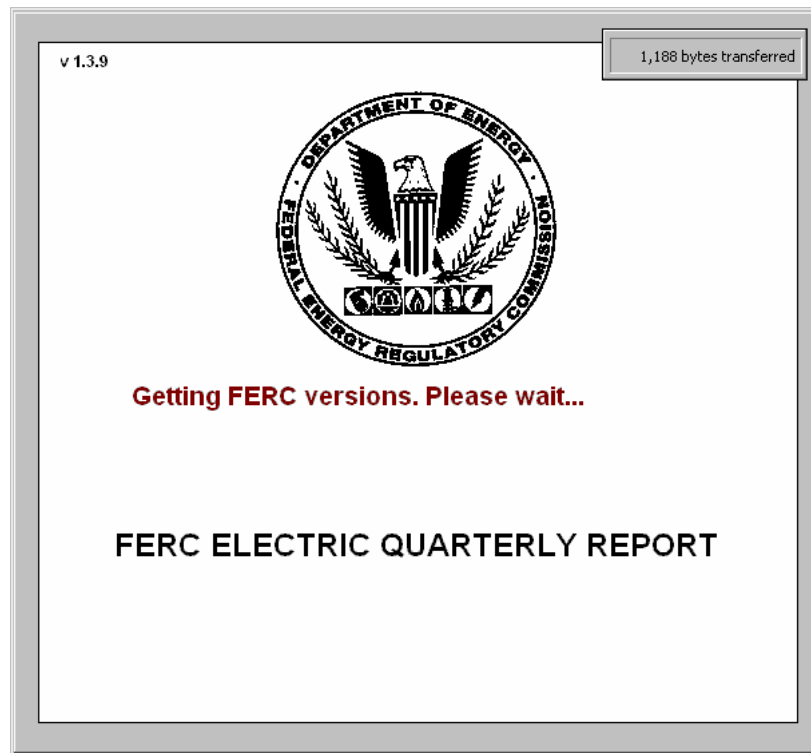 v 1.3.9
1,188 bytes transferred
· DEPARTMENT OF ENERGY ·
FEDERAL ENERGY REGULATORY COMMISSION
Getting FERC versions. Please wait...
FERC ELECTRIC QUARTERLY REPORT